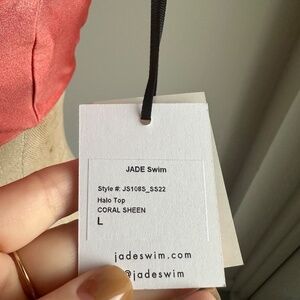 JADE Swim
Style #: JS108S_SS22
Halo Top
CORAL SHEEN
L
jadeswim.com
@jadeswim